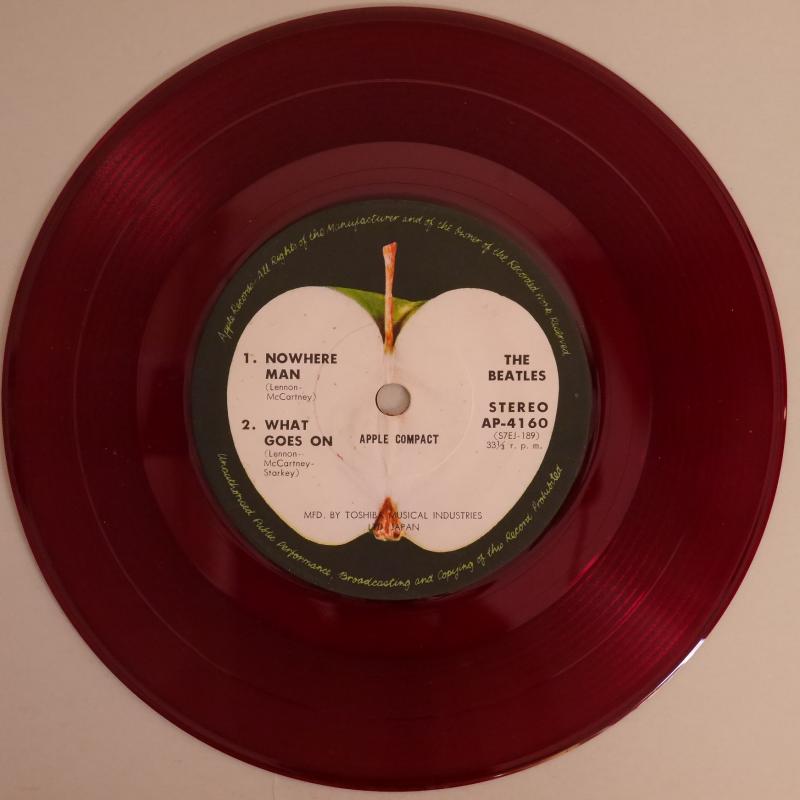 Apple Records-All Rights of the Manufacturer and of the Owner of the Recorded Work Reserved
1. NOWHERE
MAN
(Lennon-
McCartney)
2. WHAT
GOES ON
(Lennon-
McCartney-
Starkey)
APPLE COMPACT
THE
BEATLES
STEREO
AP-4160
(S7EJ-189)
33⅓ r. p. m.
MFD. BY TOSHIBA MUSICAL INDUSTRIES
LTD. JAPAN
Unauthorised Public Performance, Broadcasting and Copying of this Record Prohibited